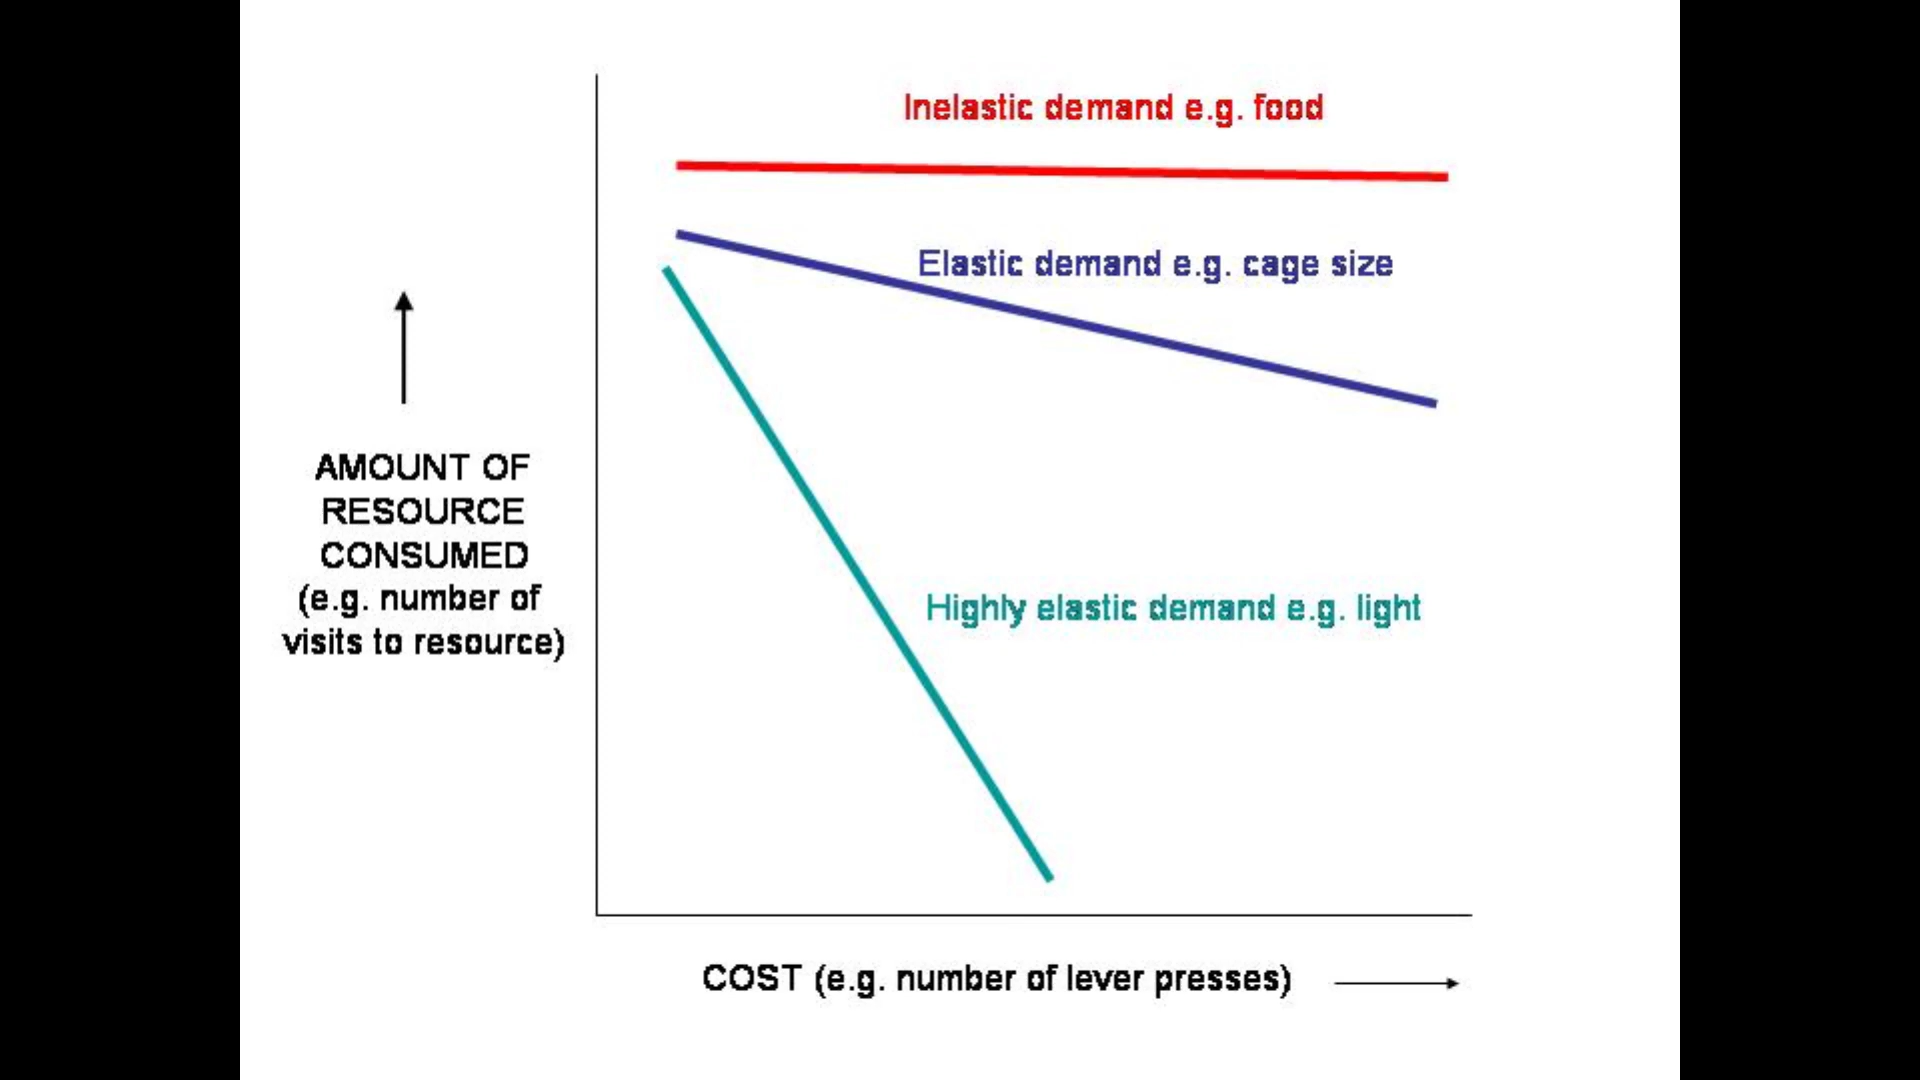 Inelastic demand e.g. food
Elastic demand e.g. cage size
AMOUNT OF
RESOURCE
CONSUMED
(e.g. number of
visits to resource)
Highly elastic demand e.g. light
COST (e.g. number of lever presses)